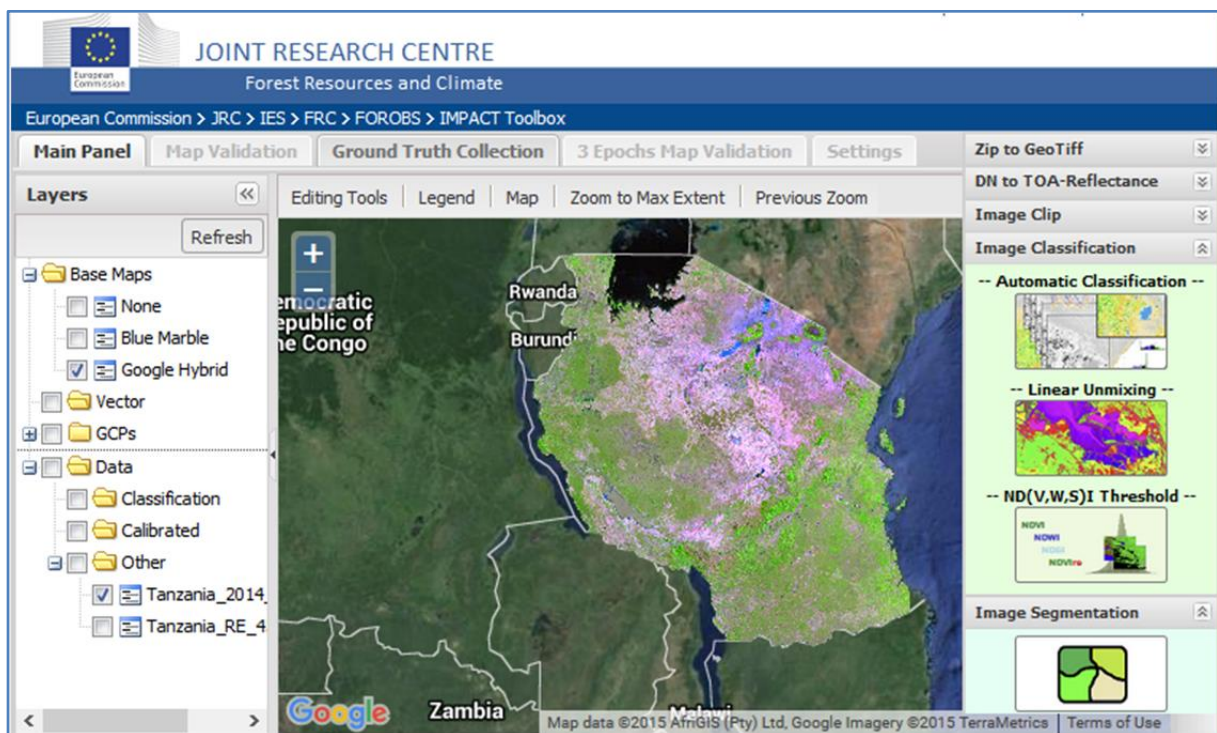 European
Commission
JOINT RESEARCH CENTRE
Forest Resources and Climate
European Commission > JRC > IES > FRC > FOROBS > IMPACT Toolbox
Main Panel
Map Validation
Ground Truth Collection
3 Epochs Map Validation
Settings
Layers
Refresh
Base Maps
None
Blue Marble
Google Hybrid
Vector
GCPs
Data
Classification
Calibrated
Other
Tanzania_2014_
Tanzania_RE_4
Editing Tools
Legend
Map
Zoom to Max Extent
Previous Zoom
+
−
emocratic
epublic of
he Congo
Rwanda
Burundi
Zambia
Malawi
Google
Map data ©2015 AfriGIS (Pty) Ltd, Google Imagery ©2015 TerraMetrics
Terms of Use
Zip to GeoTiff
DN to TOA-Reflectance
Image Clip
Image Classification
-- Automatic Classification --
-- Linear Unmixing --
-- ND(V,W,S)I Threshold --
NDVI
NDWI
NDVIre
Image Segmentation